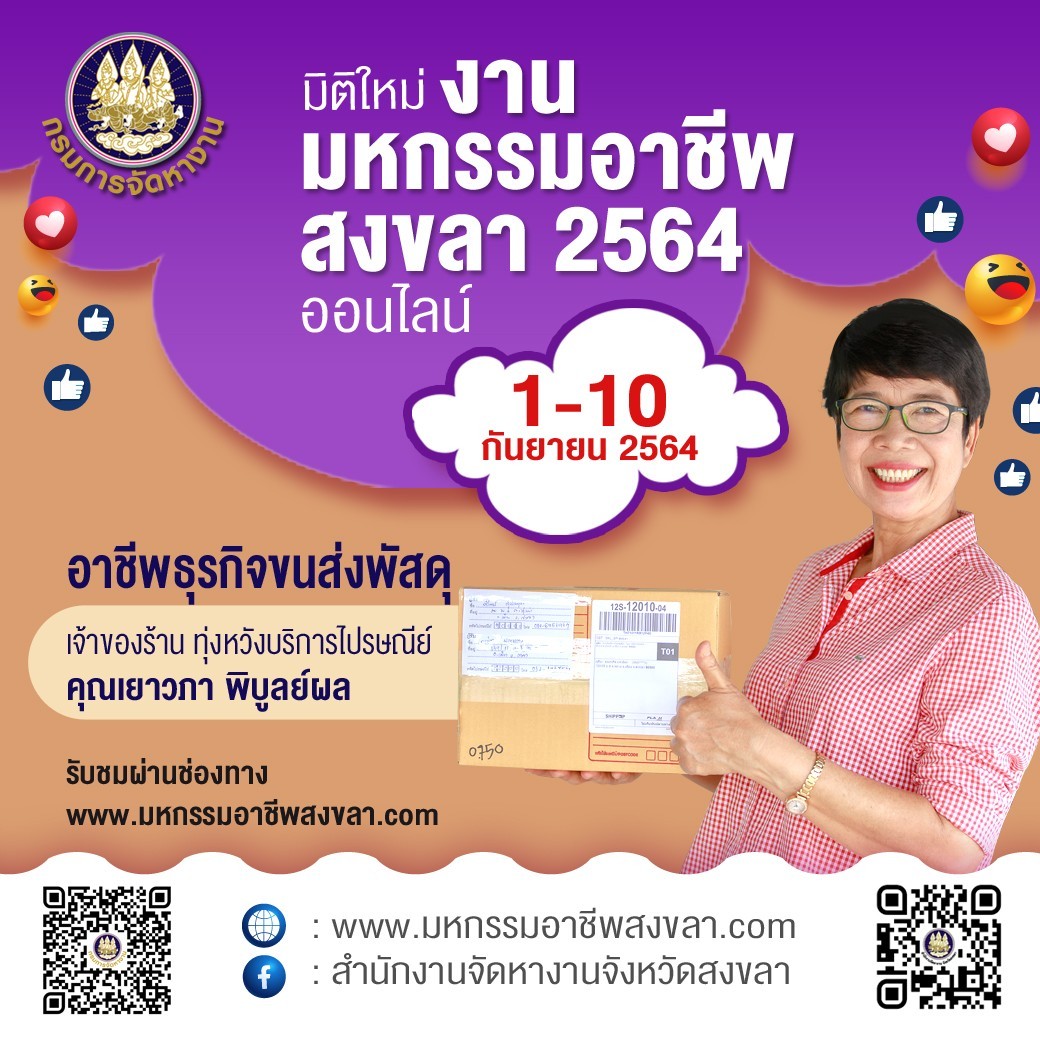 กรมการจัดหางาน
มิติใหม่ งาน
มหกรรมอาชีพ
สงขลา 2564
ออนไลน์
1-10
กันยายน 2564
อาชีพธุรกิจขนส่งพัสดุ
เจ้าของร้าน ทุ่งหวังบริการไปรษณีย์
คุณเยาวภา พิบูลย์ผล
12S-12010-04
T01
0750
รับชมผ่านช่องทาง
www.มหกรรมอาชีพสงขลา.com
: www.มหกรรมอาชีพสงขลา.com
: สำนักงานจัดหางานจังหวัดสงขลา